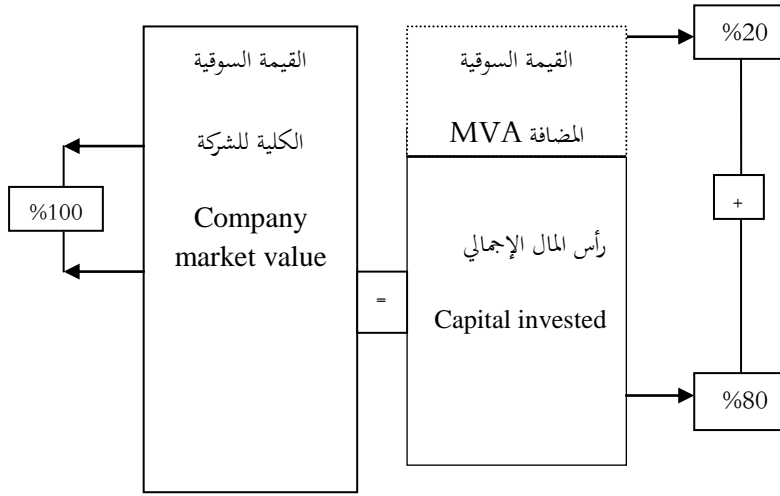 القيمة السوقية
الكلية للشركة
Company
market value
%100
=
القيمة السوقية
المضافة MVA
رأس المال الإجمالي
Capital invested
%20
+
%80